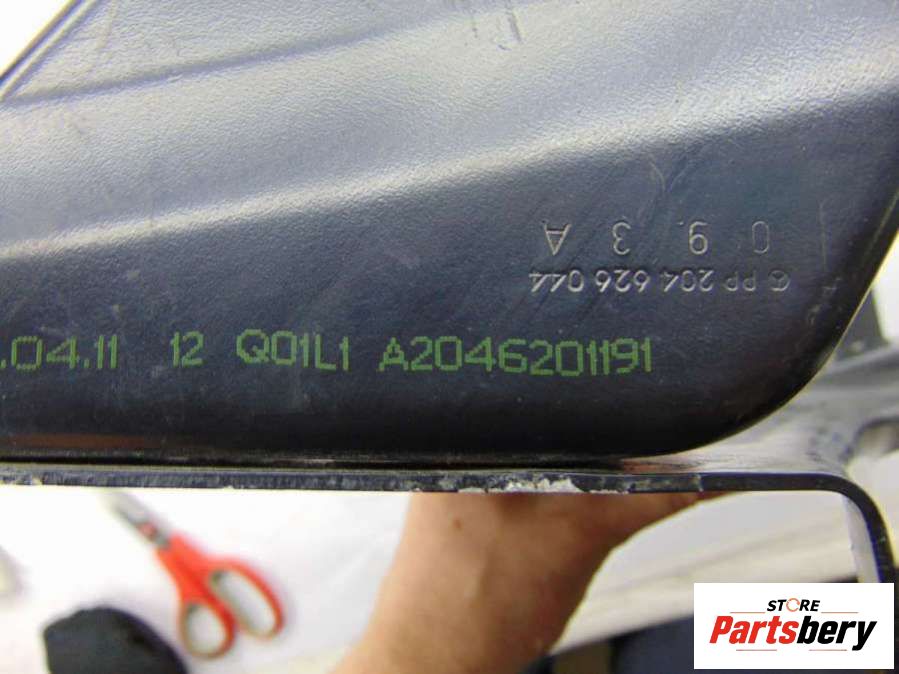 0 9. 3 A
PP 204 626 044
.04.11 12 Q01L1 A2046201191
STORE
Partsbery